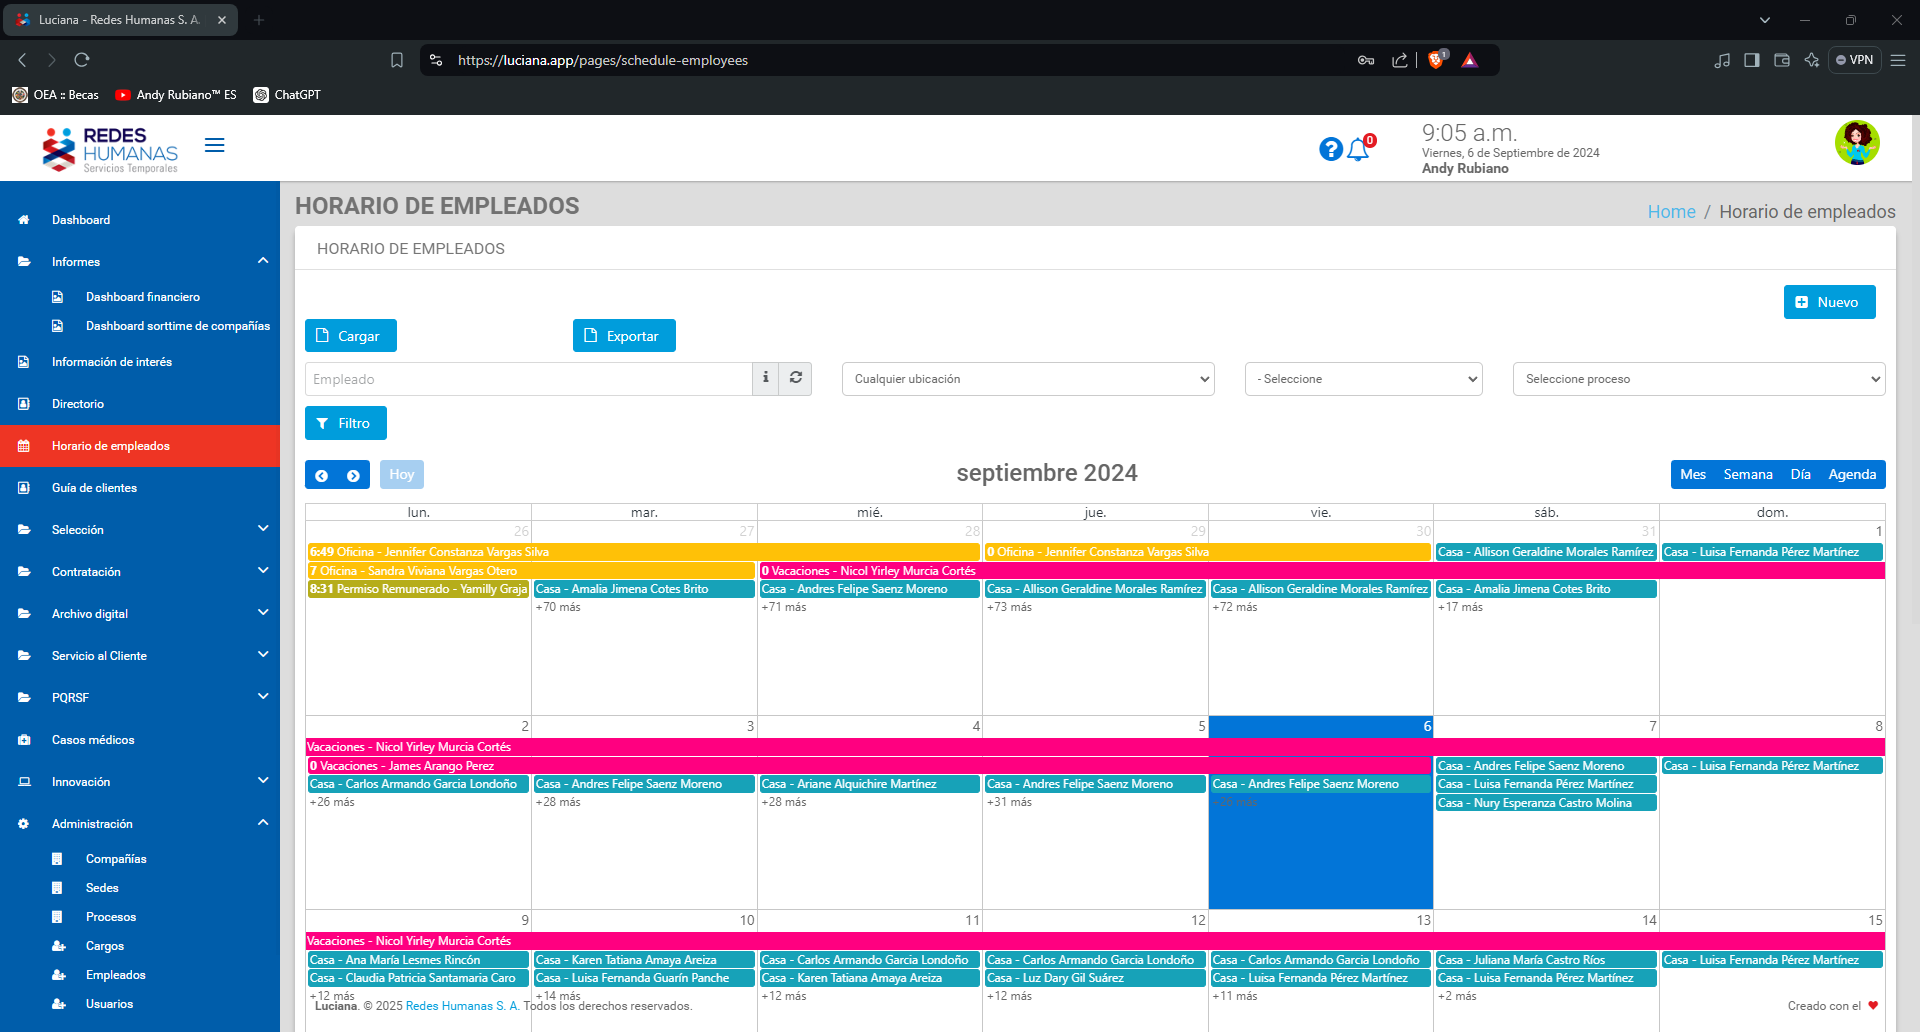 Luciana - Redes Humanas S. A.
https://luciana.app/pages/schedule-employees
1
VPN
OEA :: Becas
Andy Rubiano™ ES
ChatGPT
REDES
HUMANAS
Servicios Temporales
?
0
9:05 a.m.
Viernes, 6 de Septiembre de 2024
Andy Rubiano
Dashboard
Informes
Dashboard financiero
Dashboard sorttime de compañías
Información de interés
Directorio
Horario de empleados
Guía de clientes
Selección
Contratación
Archivo digital
Servicio al Cliente
PQRSF
Casos médicos
Innovación
Administración
Compañías
Sedes
Procesos
Cargos
Empleados
Usuarios
HORARIO DE EMPLEADOS
Home / Horario de empleados
HORARIO DE EMPLEADOS
Nuevo
Cargar
Exportar
Empleado
Cualquier ubicación
- Seleccione
Seleccione proceso
Filtro
Hoy
septiembre 2024
Mes Semana Día Agenda
lun. mar. mié. jue. vie. sáb. dom.
26 27 28 29 30 31 1
6:49 Oficina - Jennifer Constanza Vargas Silva
0 Oficina - Jennifer Constanza Vargas Silva
Casa - Allison Geraldine Morales Ramírez
Casa - Luisa Fernanda Pérez Martínez
7 Oficina - Sandra Viviana Vargas Otero
0 Vacaciones - Nicol Yirley Murcia Cortés
8:31 Permiso Remunerado - Yamilly Graja
Casa - Amalia Jimena Cotes Brito
Casa - Andres Felipe Saenz Moreno
Casa - Allison Geraldine Morales Ramírez
Casa - Allison Geraldine Morales Ramírez
Casa - Amalia Jimena Cotes Brito
+70 más
+71 más
+73 más
+72 más
+17 más
2 3 4 5 6 7 8
Vacaciones - Nicol Yirley Murcia Cortés
0 Vacaciones - James Arango Perez
Casa - Andres Felipe Saenz Moreno
Casa - Luisa Fernanda Pérez Martínez
Casa - Carlos Armando Garcia Londoño
Casa - Andres Felipe Saenz Moreno
Casa - Ariane Alquichire Martínez
Casa - Andres Felipe Saenz Moreno
Casa - Andres Felipe Saenz Moreno
Casa - Luisa Fernanda Pérez Martínez
+26 más
+28 más
+28 más
+31 más
más
Casa - Nury Esperanza Castro Molina
9 10 11 12 13 14 15
Vacaciones - Nicol Yirley Murcia Cortés
Casa - Ana María Lesmes Rincón
Casa - Karen Tatiana Amaya Areiza
Casa - Carlos Armando Garcia Londoño
Casa - Carlos Armando Garcia Londoño
Casa - Carlos Armando Garcia Londoño
Casa - Juliana María Castro Ríos
Casa - Luisa Fernanda Pérez Martínez
Casa - Claudia Patricia Santamaria Caro
Casa - Luisa Fernanda Guarín Panche
Casa - Karen Tatiana Amaya Areiza
Casa - Luz Dary Gil Suárez
Casa - Luisa Fernanda Pérez Martínez
Casa - Luisa Fernanda Pérez Martínez
+12 más
+14 más
+12 más
+12 más
+11 más
+2 más
Luciana. © 2025 Redes Humanas S. A. Todos los derechos reservados.
Creado con el